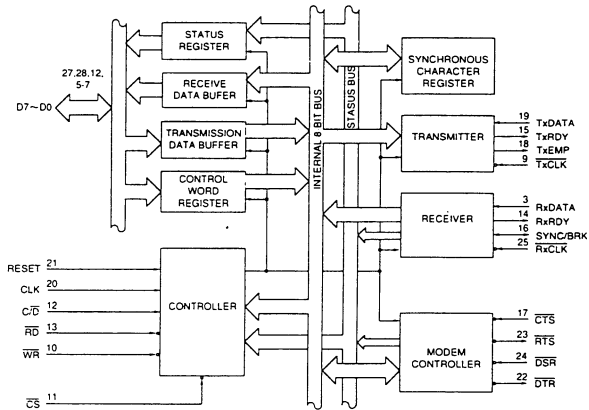 STATUS
REGISTER
27.28.12,
5-7
D7~D0
RECEIVE
DATA BUFER
TRANSMISSION
DATA BUFFER
CONTROL
WORD
REGISTER
INTERNAL 8 BIT BUS
STASUS BUS
SYNCHRONOUS
CHARACTER
REGISTER
TRANSMITTER
19 TxDATA
15 TxRDY
18 TxEMP
9 TxCLK
RECEIVER
3 RxDATA
14 RxRDY
16 SYNC/BRK
25 RxCLK
RESET 21
CLK 20
C/D 12
RD 13
WR 10
CS 11
CONTROLLER
MODEM
CONTROLLER
17 CTS
23 RTS
24 DSR
22 DTR